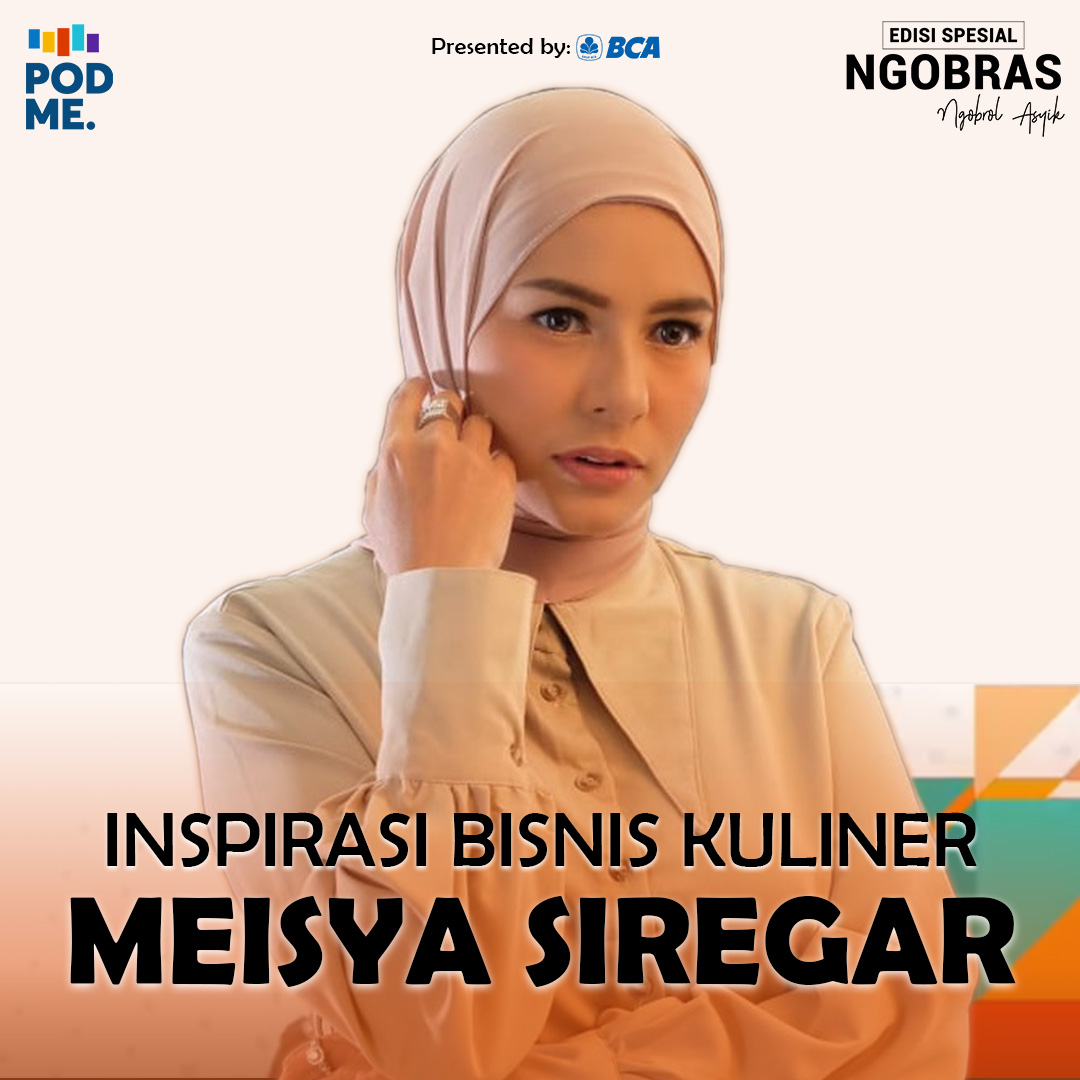 POD
ME.
Presented by: BCA
EDISI SPESIAL
NGOBRAS
Ngobrol Asyik
INSPIRASI BISNIS KULINER
MEISYA SIREGAR